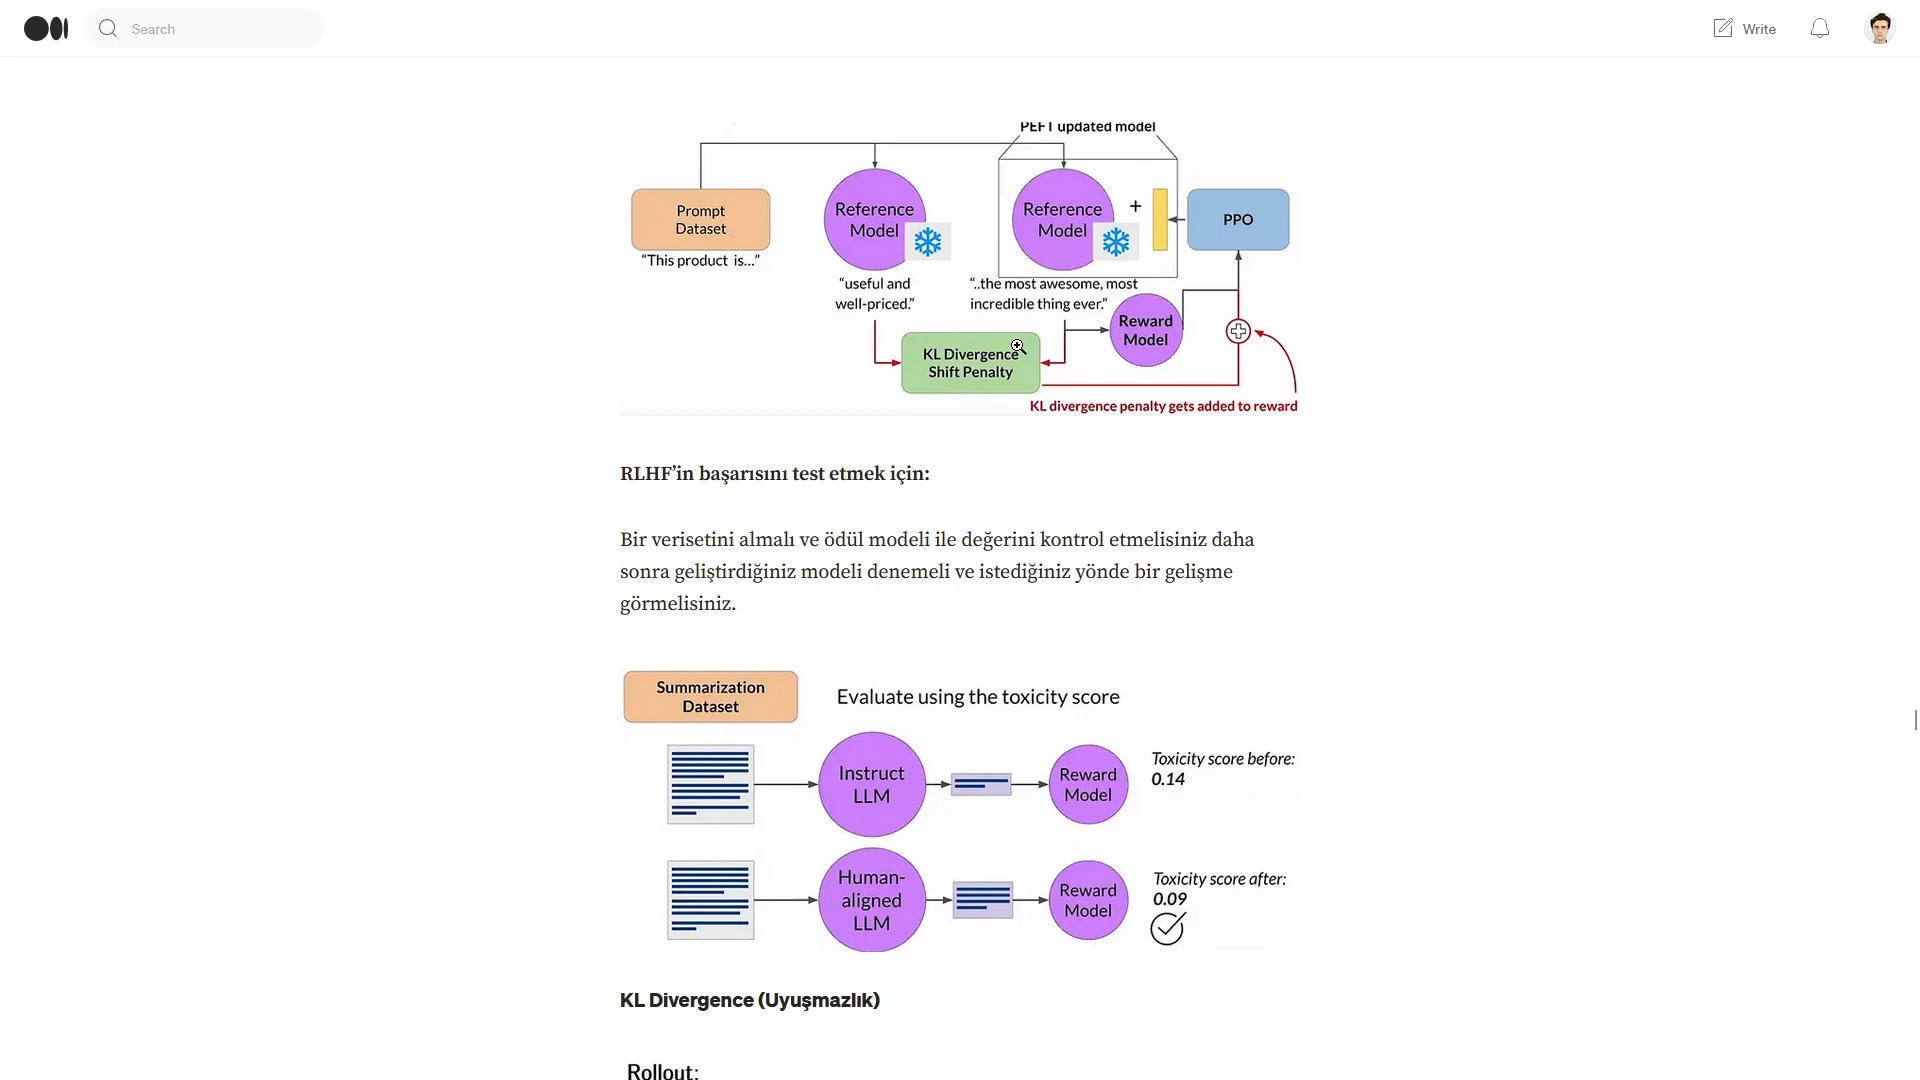 Search
Write
PEFT updated model
Prompt
Dataset
"This product is..."
Reference
Model
"useful and
well-priced."
Reference
Model
+
PPO
"..the most awesome, most
incredible thing ever."
Reward
Model
KL Divergence
Shift Penalty
KL divergence penalty gets added to reward
RLHF’in başarısını test etmek için:
Bir verisetini almalı ve ödül modeli ile değerini kontrol etmelisiniz daha
sonra geliştirdiğiniz modeli denemeli ve istediğiniz yönde bir gelişme
görmelisiniz.
Summarization
Dataset
Evaluate using the toxicity score
Instruct
LLM
Reward
Model
Toxicity score before:
0.14
Human-
aligned
LLM
Reward
Model
Toxicity score after:
0.09
KL Divergence (Uyuşmazlık)
Rollout: